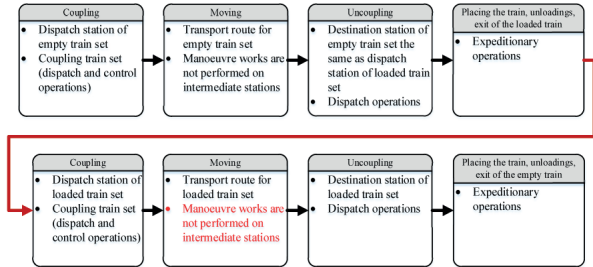 Coupling
• Dispatch station of
empty train set
• Coupling train set
(dispatch and control
operations)
Moving
• Transport route for
empty train set
• Manoeuvre works are
not performed on
intermediate stations
Uncoupling
• Destination station of
empty train set the
same as dispatch
station of loaded train
set
• Dispatch operations
Placing the train, unloadings,
exit of the loaded train
• Expeditionary
operations
Coupling
• Dispatch station of
loaded train set
• Coupling train set
(dispatch and
control operations)
Moving
• Transport route for
loaded train set
• Manoeuvre works are
not performed on
intermediate stations
Uncoupling
• Destination station of
loaded train set
• Dispatch operations
Placing the train, unloadings,
exit of the empty train
• Expeditionary
operations